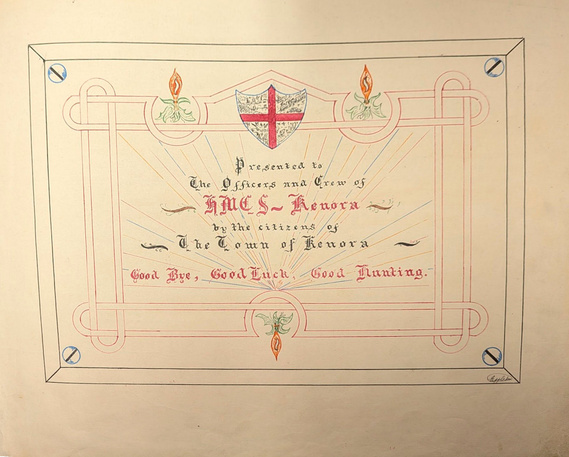 Presented to
The Officers and Crew of
HMCS~ Kenora
by the citizens of
The Town of Kenora
Good Bye, Good Luck. Good Hunting.